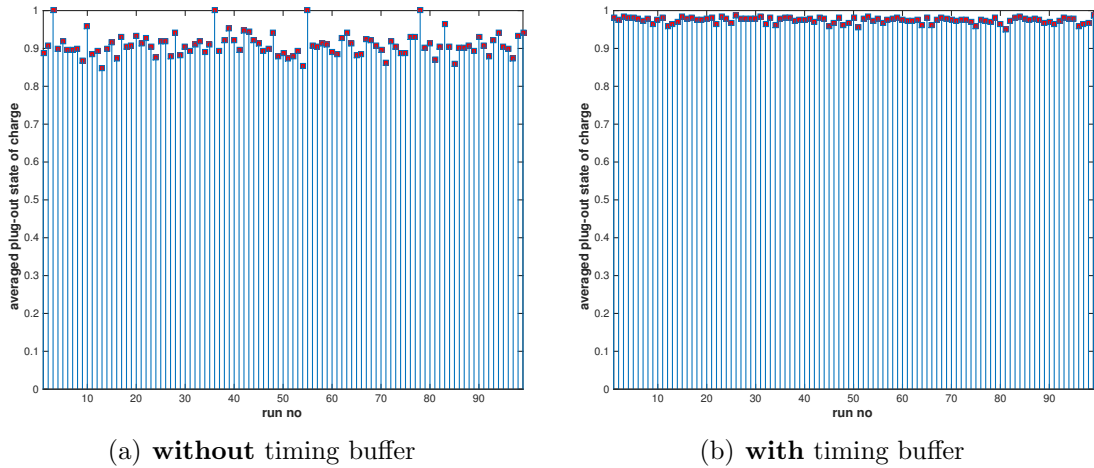 1
0.9
0.8
0.7
0.6
0.5
0.4
0.3
0.2
0.1
0
averaged plug-out state of charge
10 20 30 40 50 60 70 80 90
run no
(a) without timing buffer
1
0.9
0.8
0.7
0.6
0.5
0.4
0.3
0.2
0.1
0
averaged plug-out state of charge
10 20 30 40 50 60 70 80 90
run no
(b) with timing buffer